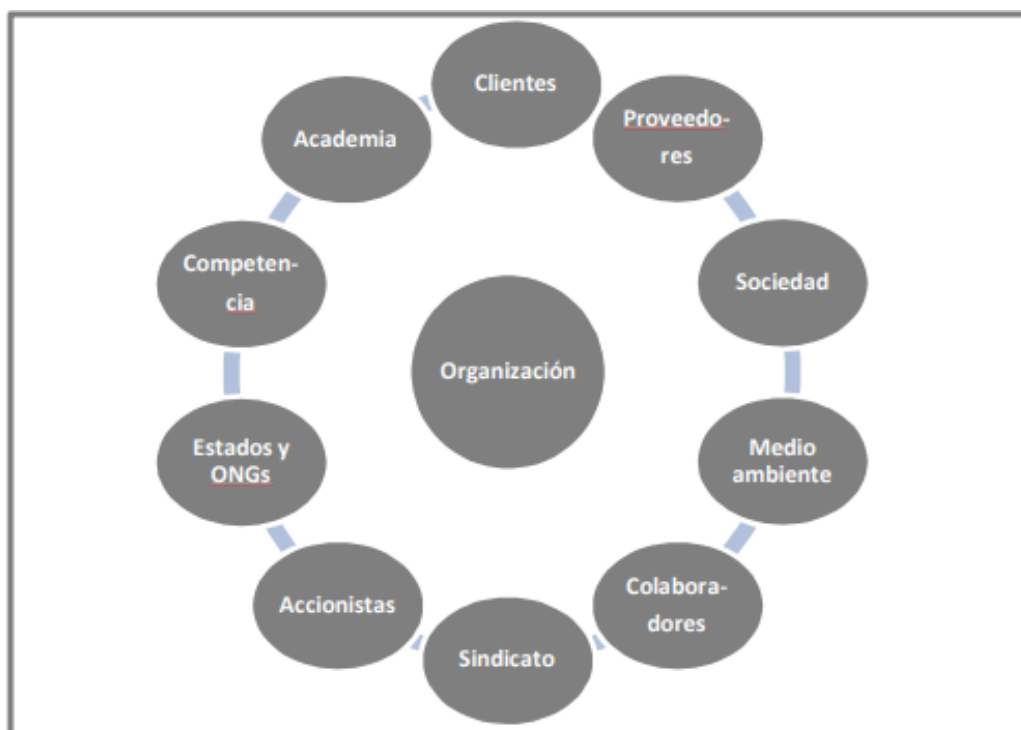 Clientes
Proveedo-
res
Academia
Sociedad
Competen-
cia
Organización
Medio
ambiente
Estados y
ONGs
Colabora-
dores
Accionistas
Sindicato